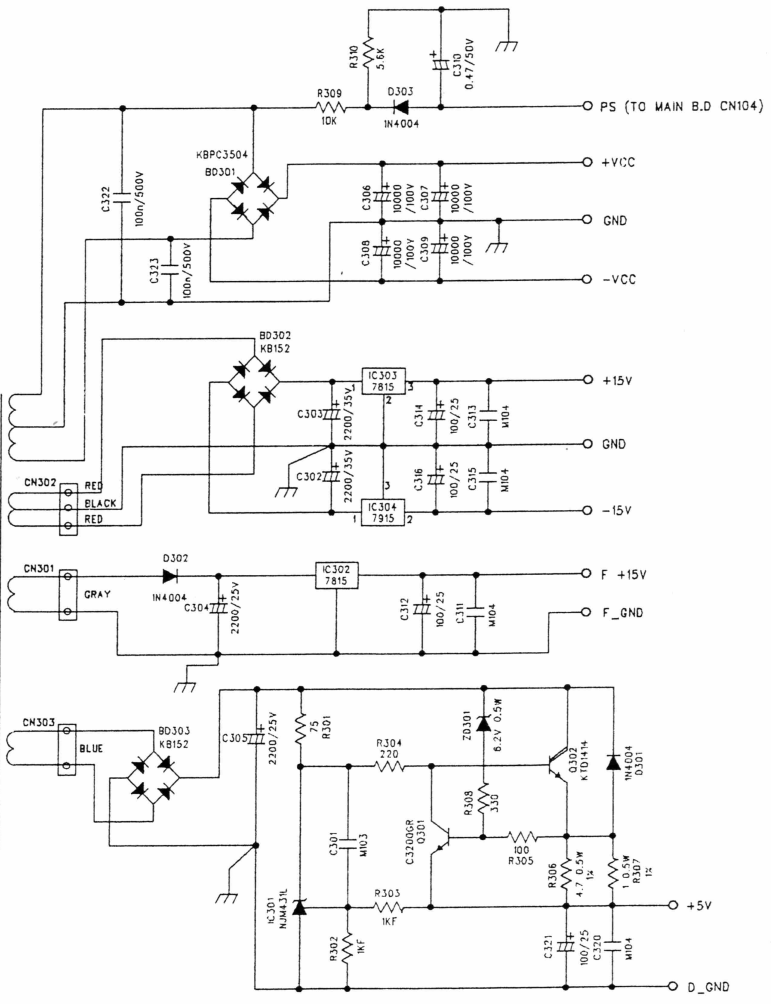 R310
5.6K
C310
0.47/50V
R309
10K
D303
1N4004
PS (TO MAIN B.D CN104)
C322
100n/500V
KBPC3504
BD301
+VCC
C306
10000
/100V
C307
10000
/100V
GND
C323
100n/500V
C308
10000
/100V
C309
10000
/100V
-VCC
BD302
KB152
IC303
7815
1
3
2
+15V
C303
2200/35V
C314
100/25
C313
M104
GND
C302
2200/35V
C316
100/25
C315
M104
3
IC304
7915
1
2
-15V
CN302
RED
BLACK
RED
CN301
GRAY
D302
1N4004
C304
2200/25V
IC302
7815
C312
100/25
C311
M104
F +15V
F_GND
CN303
BLUE
BD303
KB152
C305
2200/25V
75
R301
R304
220
ZD301
6.2V 0.5W
Q302
KTD1414
1N4004
D301
C301
M103
C3200GR
Q301
R308
330
100
R305
R306
4.7 0.5W
1%
1 0.5W
R307
1%
IC301
NJM431L
R303
1KF
R302
1KF
+5V
C321
100/25
C320
M104
D_GND